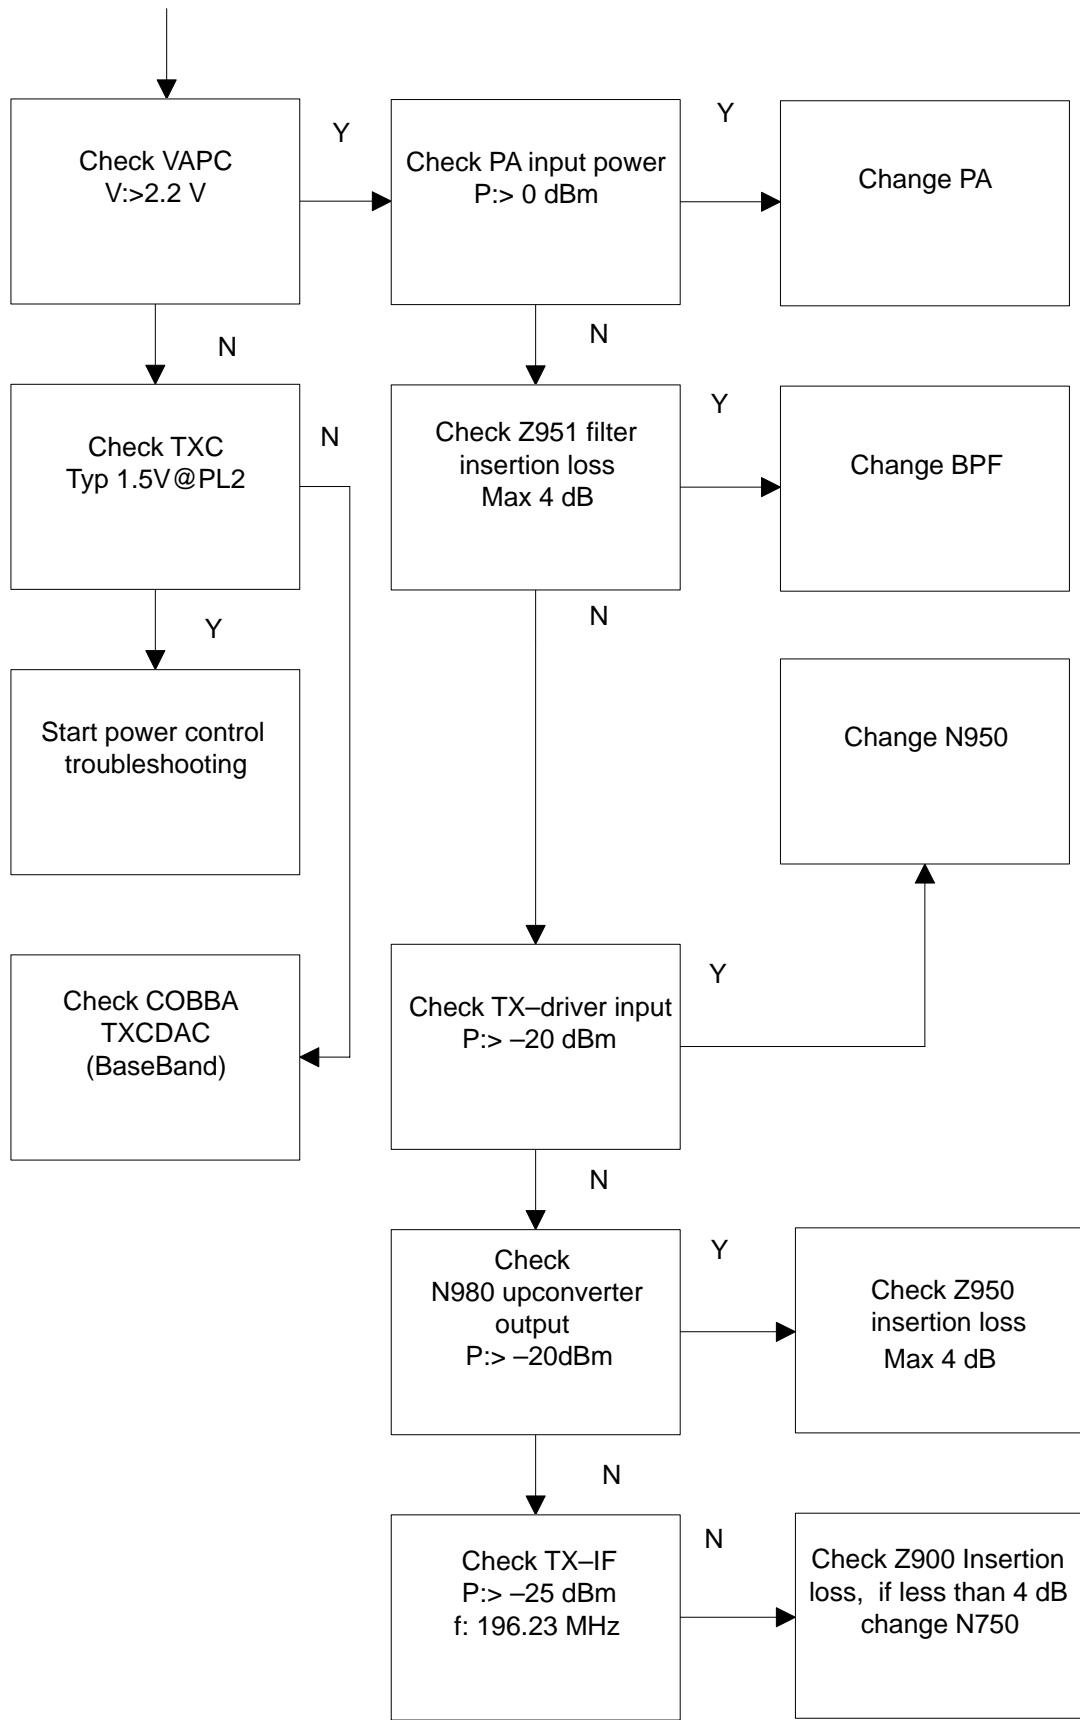 Check VAPC
V:>2.2 V
Y
Check PA input power
P:> 0 dBm
Y
Change PA
N
N
Check TXC
Typ 1.5V@PL2
N
Check Z951 filter
insertion loss
Max 4 dB
Y
Change BPF
Y
N
Start power control
troubleshooting
Change N950
Check COBBA
TXCDAC
(BaseBand)
Check TX–driver input
P:> –20 dBm
Y
N
Check
N980 upconverter
output
P:> –20dBm
Y
Check Z950
insertion loss
Max 4 dB
N
Check TX–IF
P:> –25 dBm
f: 196.23 MHz
N
Check Z900 Insertion
loss, if less than 4 dB
change N750